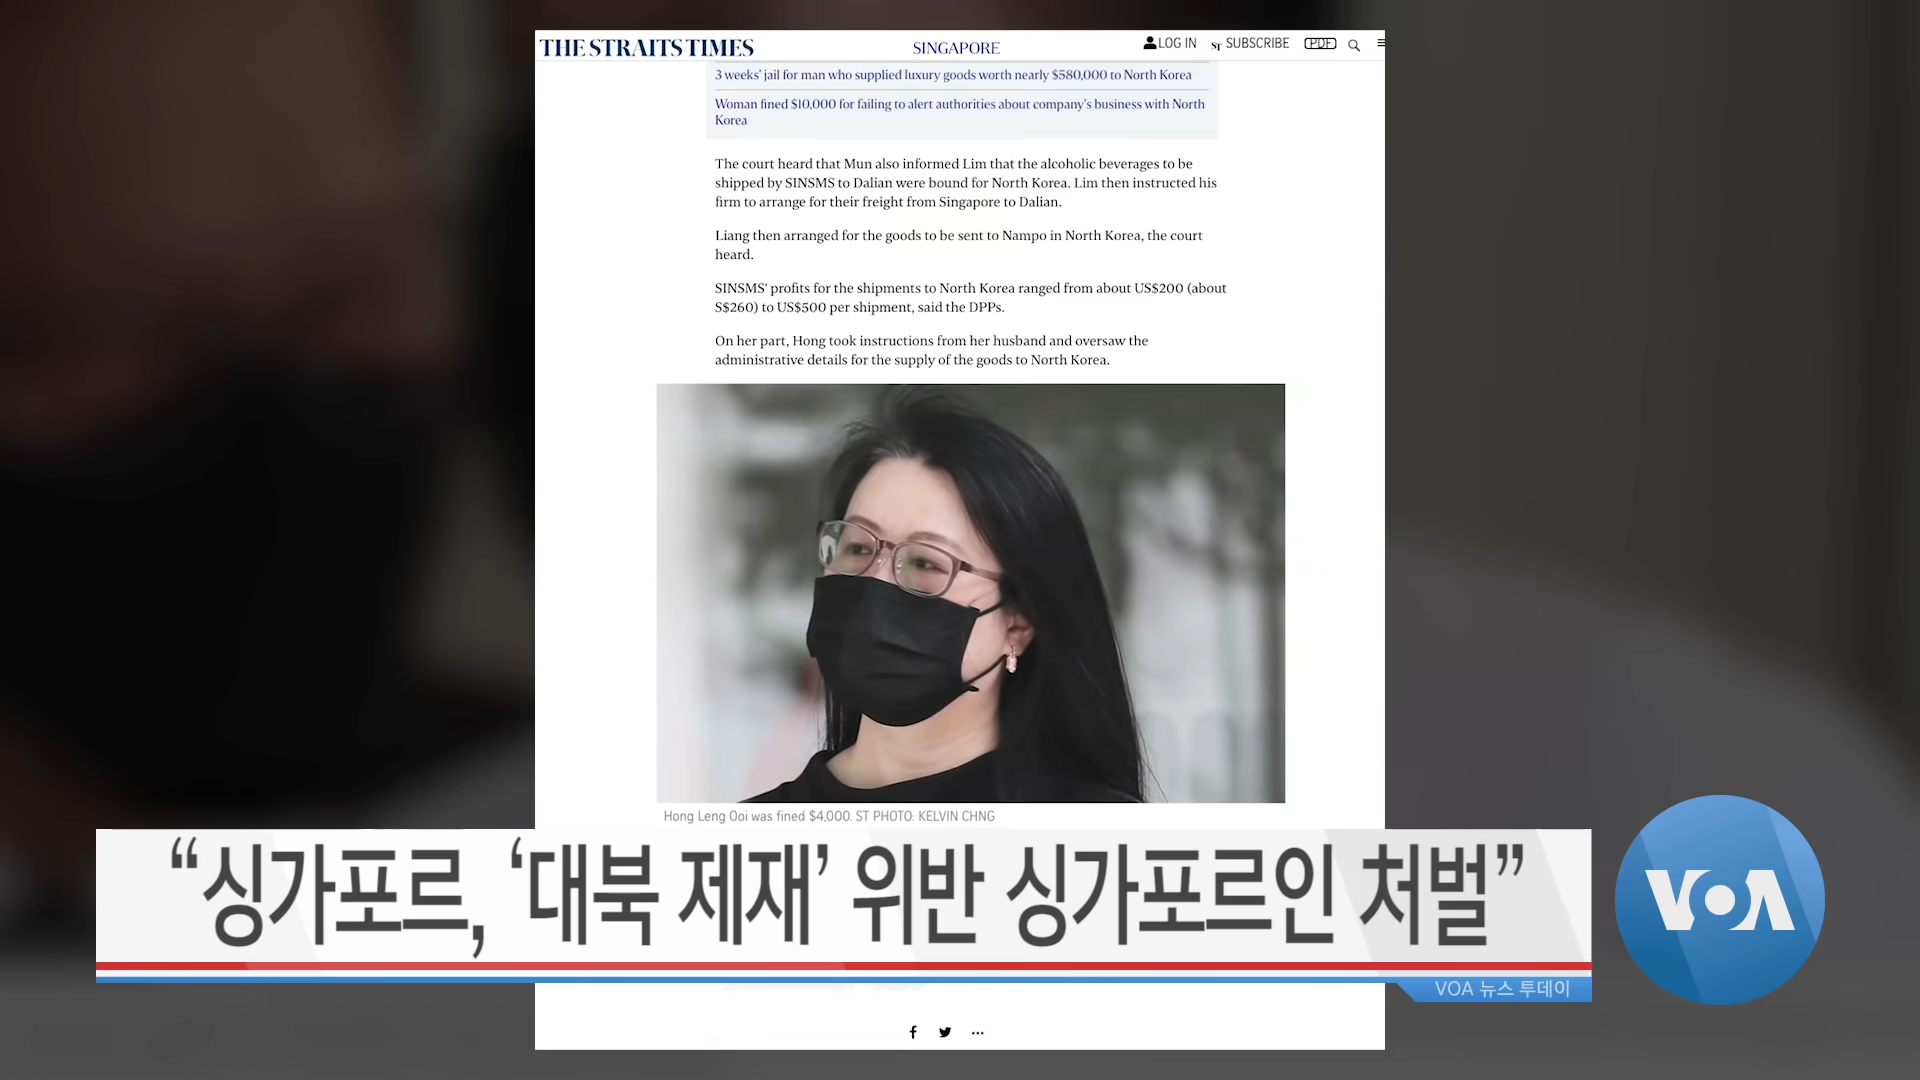 THE STRAITS TIMES
SINGAPORE
LOG IN
ST SUBSCRIBE
PDF
3 weeks' jail for man who supplied luxury goods worth nearly $580,000 to North Korea
Woman fined $10,000 for failing to alert authorities about company's business with North
Korea
The court heard that Mun also informed Lim that the alcoholic beverages to be
shipped by SINSMS to Dalian were bound for North Korea. Lim then instructed his
firm to arrange for their freight from Singapore to Dalian.
Liang then arranged for the goods to be sent to Nampo in North Korea, the court
heard.
SINSMS' profits for the shipments to North Korea ranged from about US$200 (about
S$260) to US$500 per shipment, said the DPPs.
On her part, Hong took instructions from her husband and oversaw the
administrative details for the supply of the goods to North Korea.
Hong Leng Ooi was fined $4,000. ST PHOTO: KELVIN CHNG
“싱가포르, ‘대북 제재’ 위반 싱가포르인 처벌”
VOA
VOA 뉴스 투데이